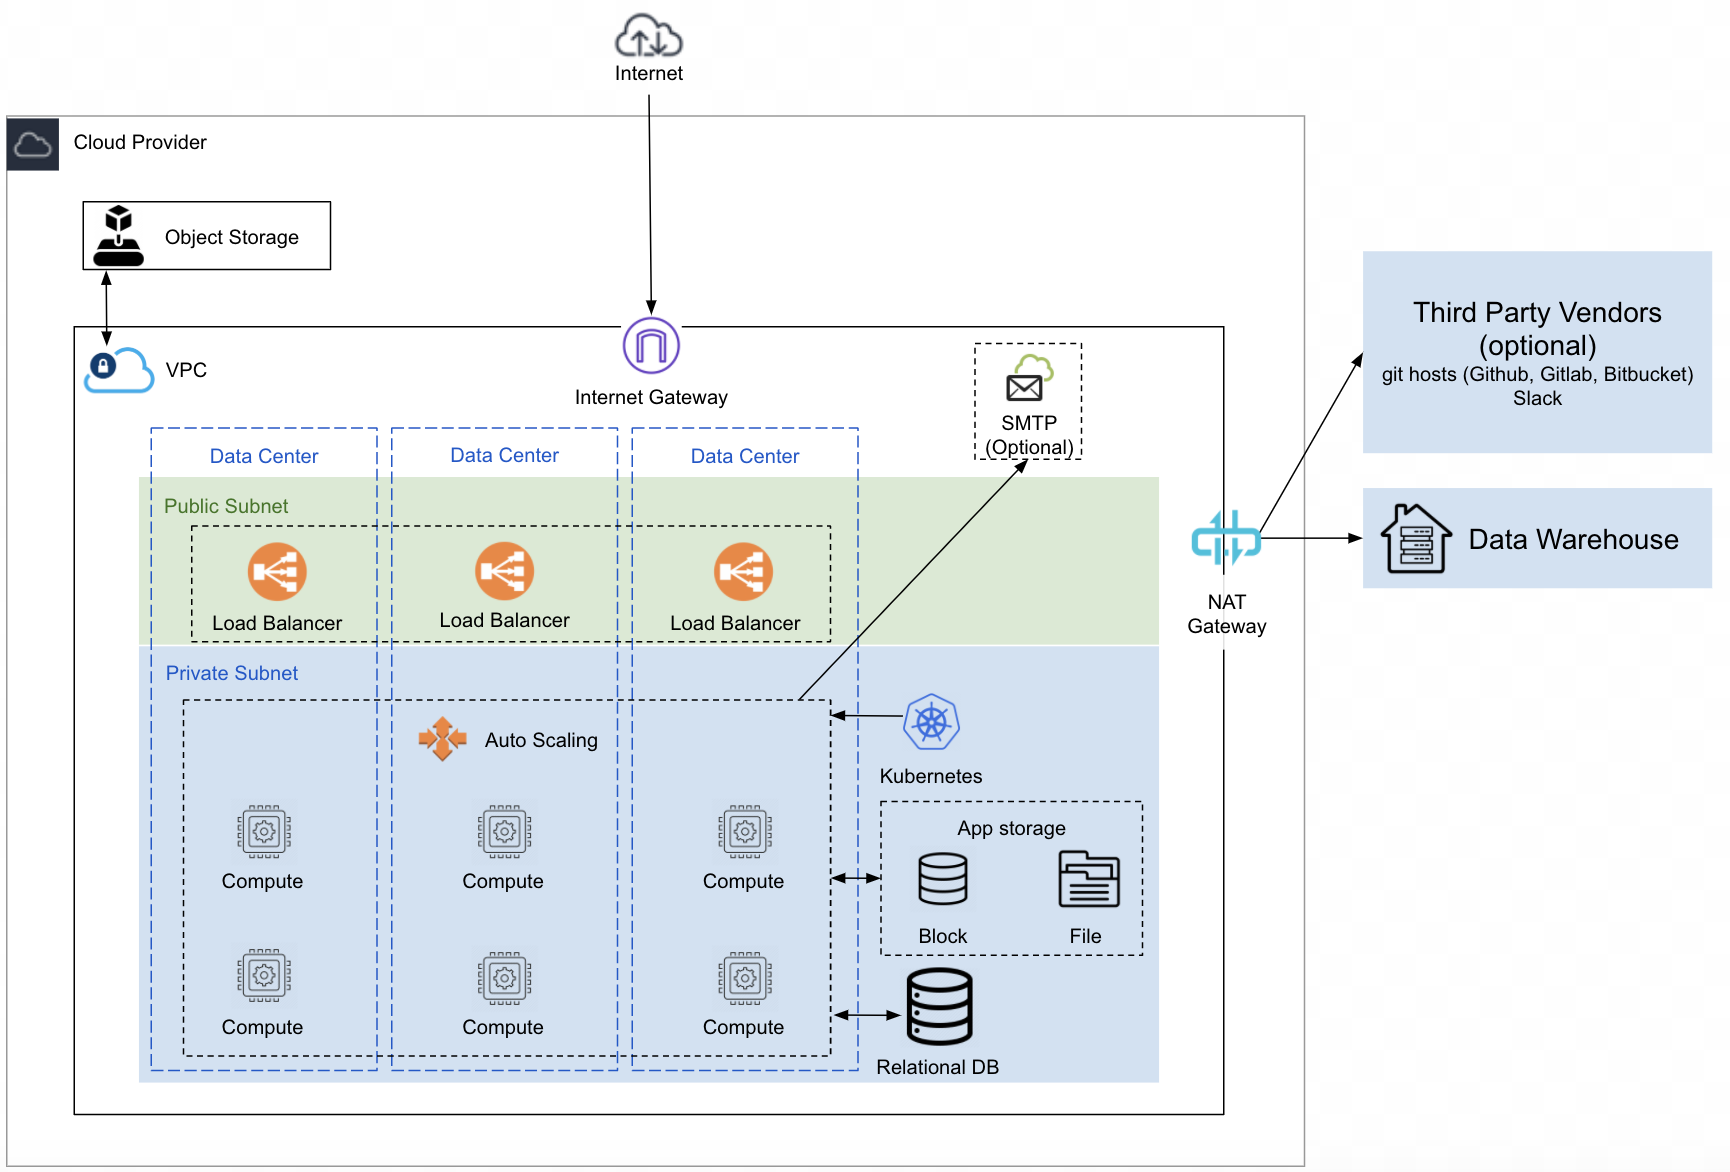 Internet
Cloud Provider
Object Storage
VPC
Internet Gateway
SMTP
(Optional)
Third Party Vendors
(optional)
git hosts (Github, Gitlab, Bitbucket)
Slack
Data Center
Data Center
Data Center
Public Subnet
Load Balancer
Load Balancer
Load Balancer
NAT
Gateway
Data Warehouse
Private Subnet
Auto Scaling
Kubernetes
Compute
Compute
Compute
App storage
Block
File
Compute
Compute
Compute
Relational DB